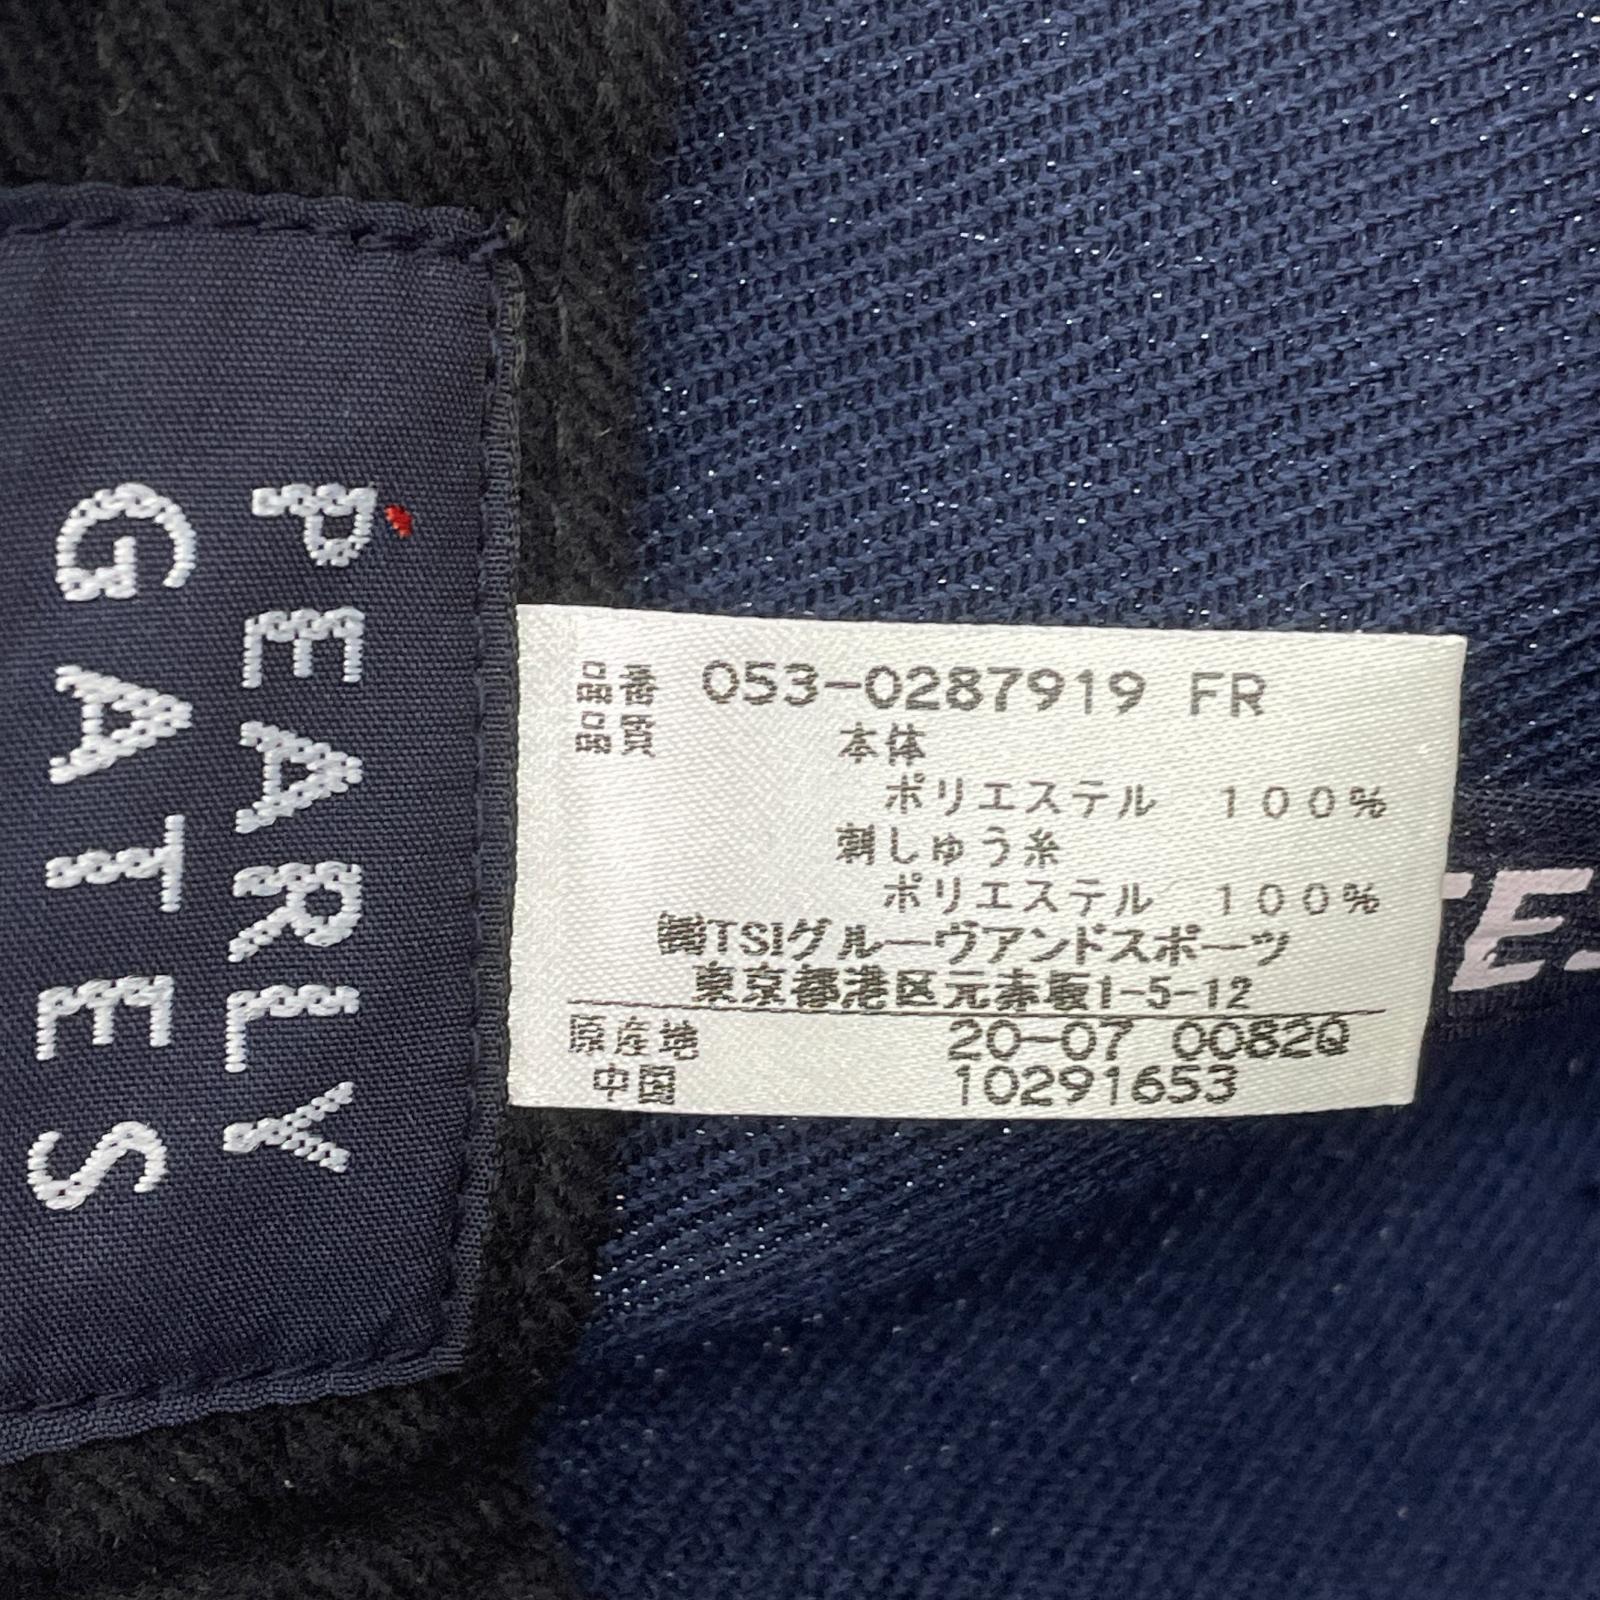 PEARLY
GATES
品番 053-0287919 FR
品質
本体
ポリエステル 100%
刺しゅう糸
ポリエステル 100%
㈱TSIグルーヴアンドスポーツ
東京都港区元赤坂1-5-12
原産地 20-07 0082Q
中国 10291653
TES